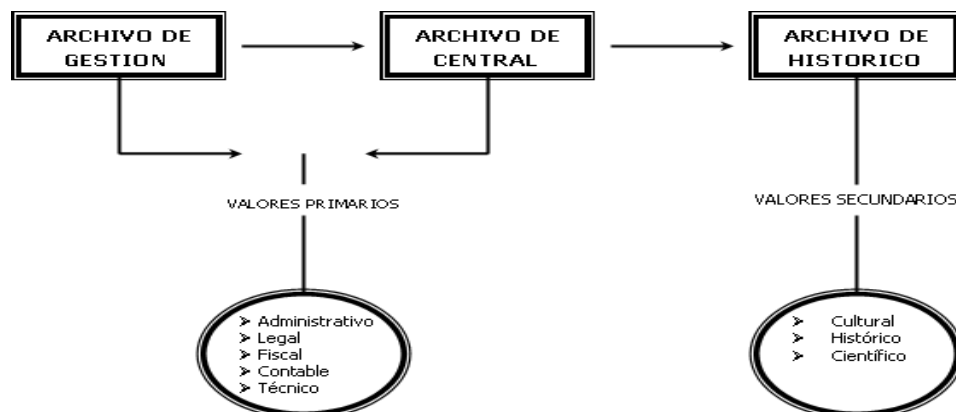 ARCHIVO DE
GESTION
ARCHIVO DE
CENTRAL
ARCHIVO DE
HISTORICO
VALORES PRIMARIOS
VALORES SECUNDARIOS
➢ Administrativo
➢ Legal
➢ Fiscal
➢ Contable
➢ Técnico
➢ Cultural
➢ Histórico
➢ Científico